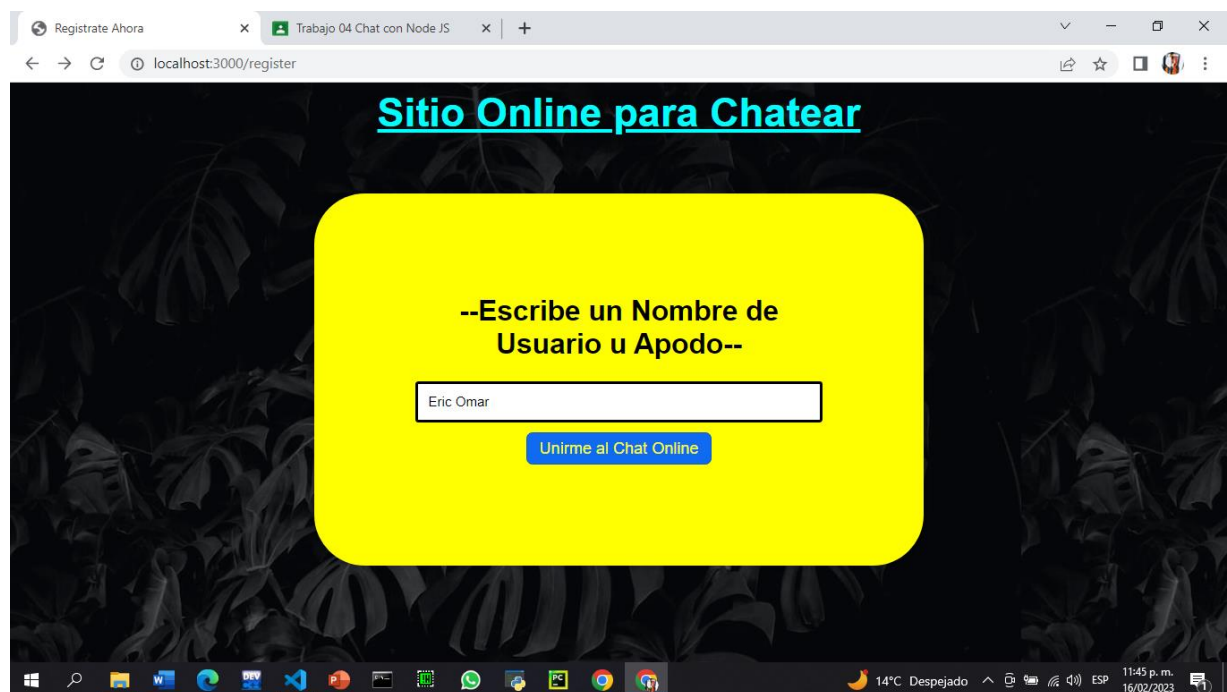 Registrate Ahora
Trabajo 04 Chat con Node JS
localhost:3000/register
Sitio Online para Chatear
--Escribe un Nombre de
Usuario u Apodo--
Eric Omar
Unirme al Chat Online
14°C Despejado
ESP
11:45 p. m.
16/02/2023